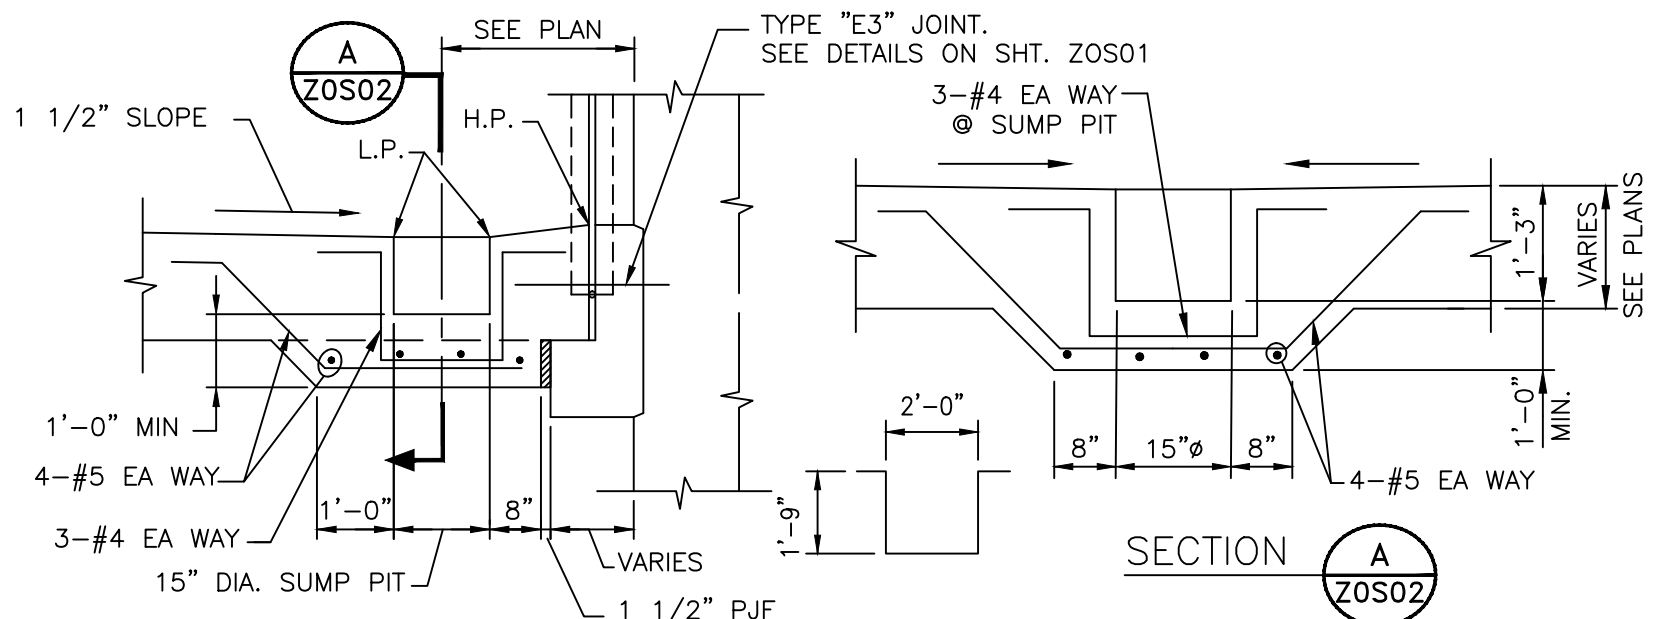 SEE PLAN
TYPE "E3" JOINT.
SEE DETAILS ON SHT. Z0S01
A
Z0S02
1 1/2" SLOPE
L.P.
H.P.
1'-0" MIN
4-#5 EA WAY
3-#4 EA WAY
15" DIA. SUMP PIT
1'-0"
8"
VARIES
1 1/2" PJF
3-#4 EA WAY
@ SUMP PIT
1'-3"
VARIES
SEE PLANS
1'-0"
MIN.
8"
15"ø
8"
4-#5 EA WAY
2'-0"
1'-9"
SECTION
A
Z0S02